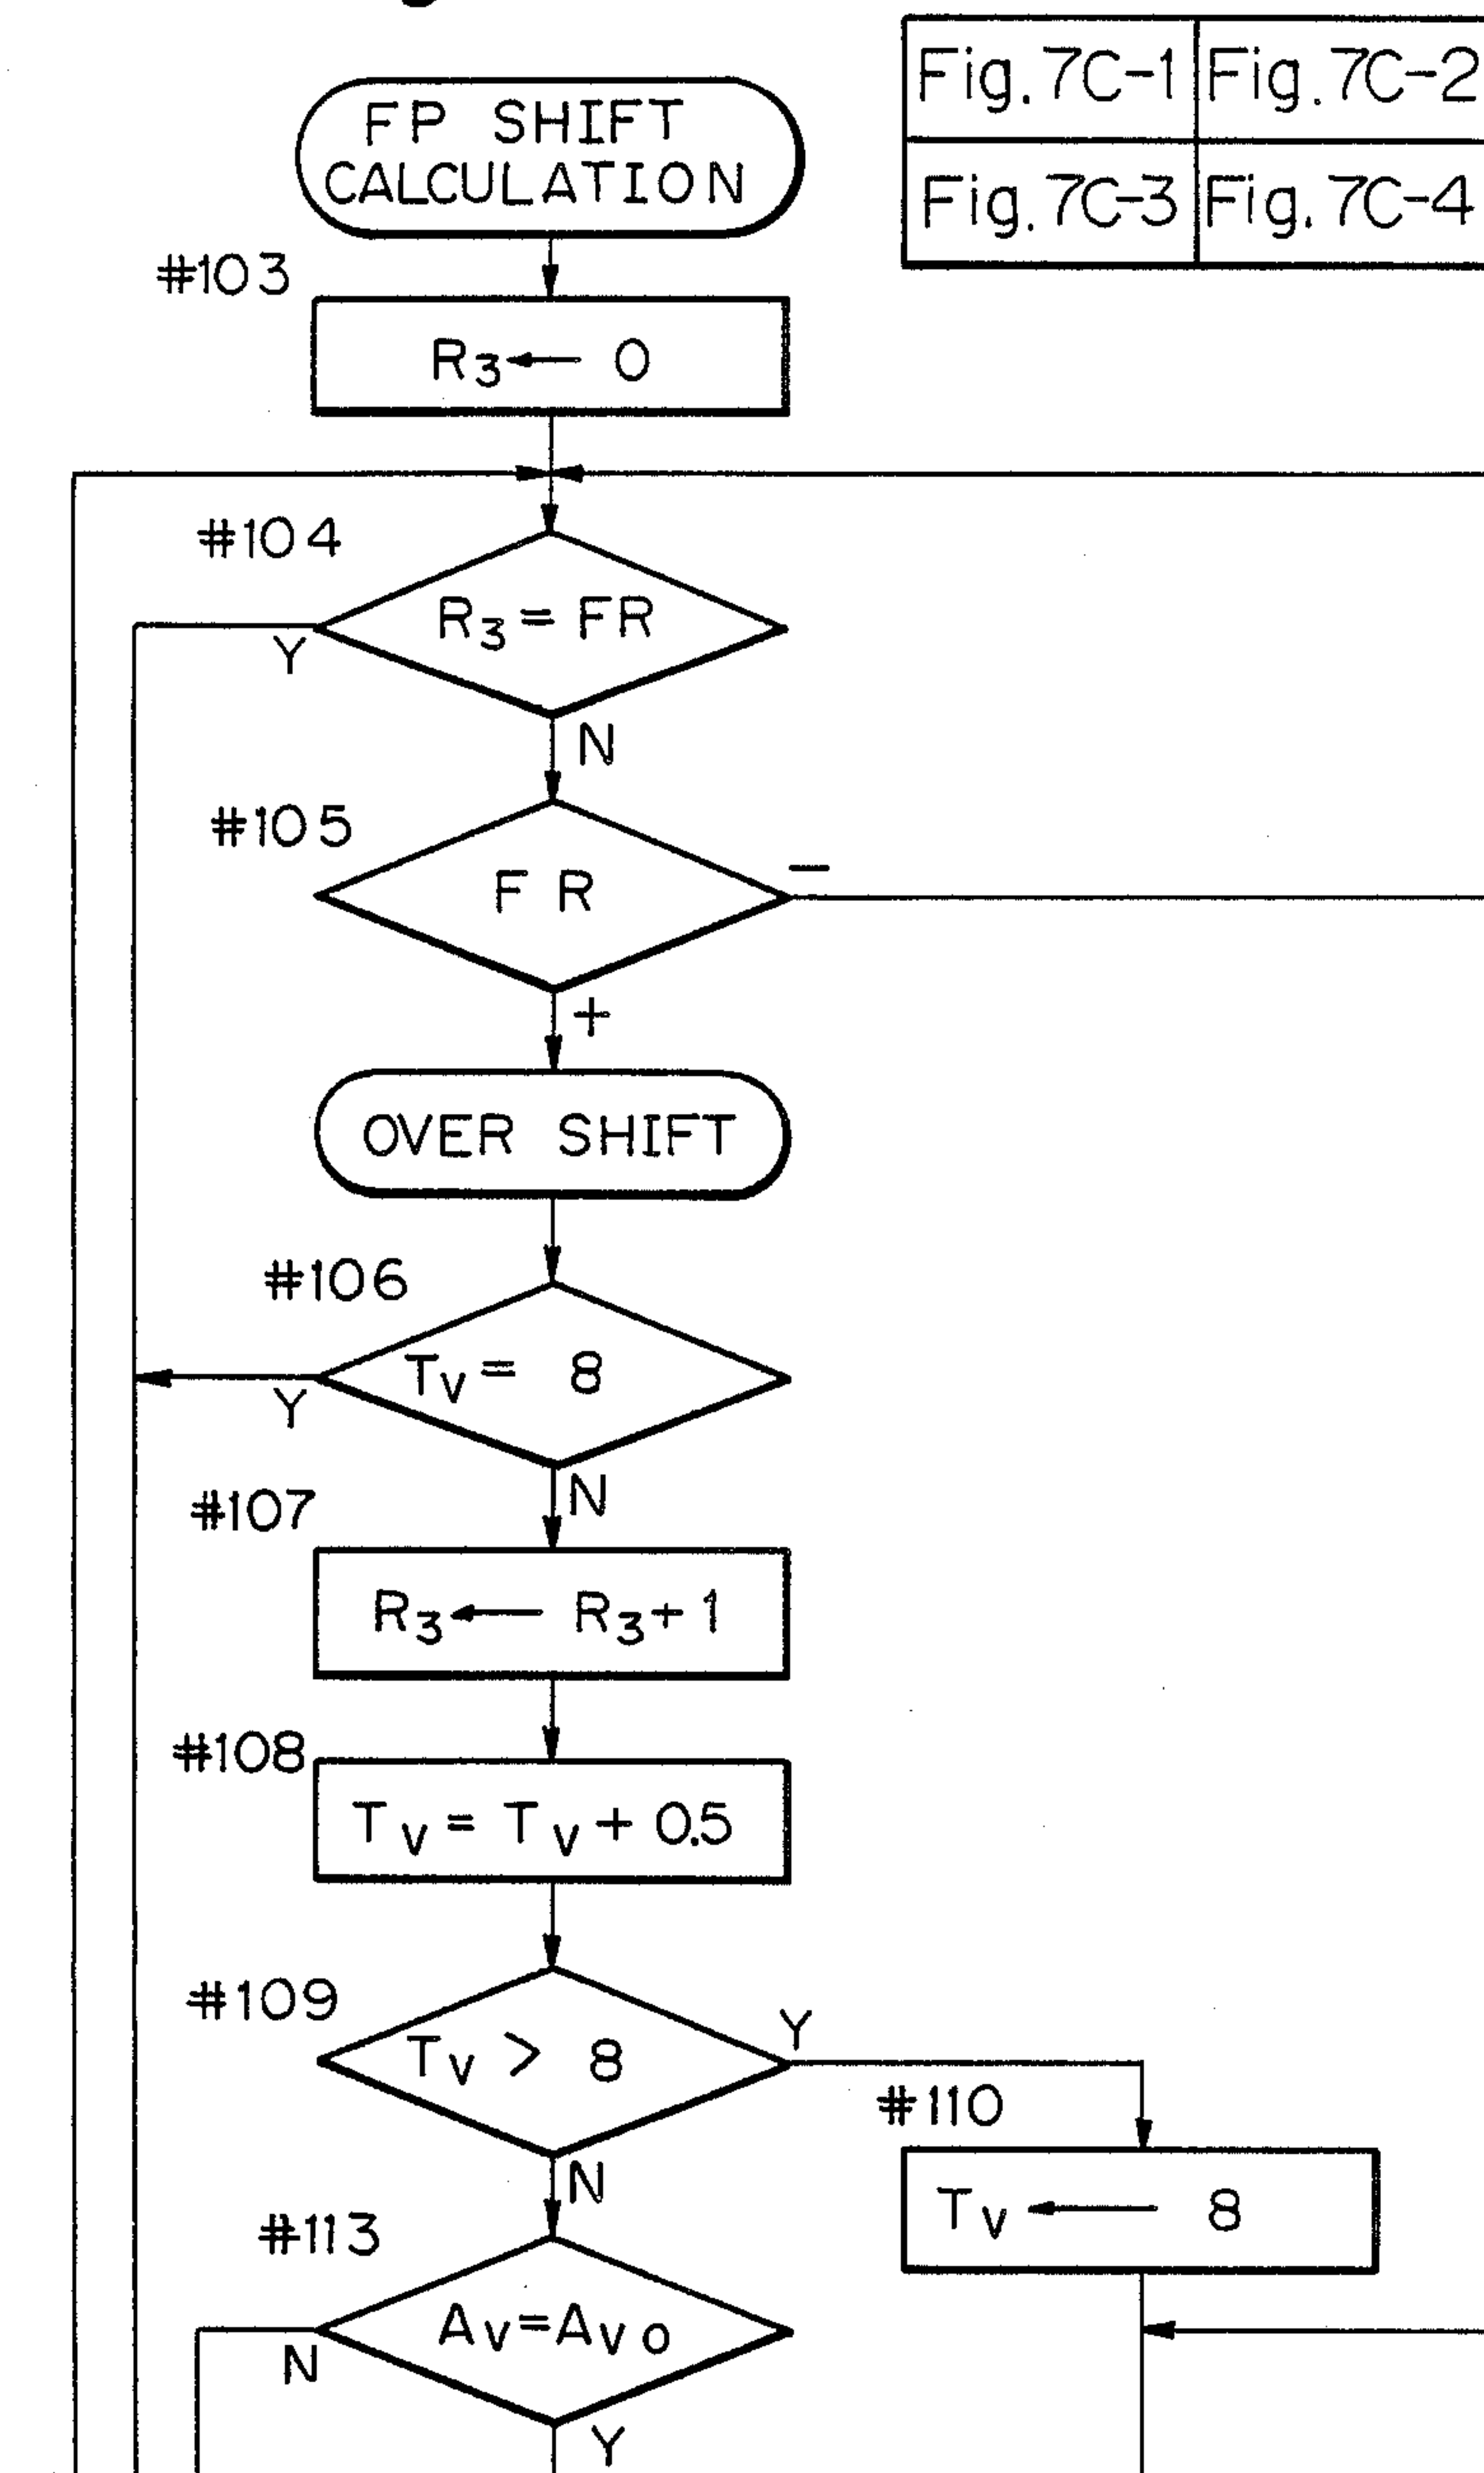 Fig. 7C-1 Fig. 7C-2
Fig. 7C-3 Fig. 7C-4
FP SHIFT
CALCULATION
#103
R3 ← 0
#104
R3 = FR
Y
N
#105
FR
−
+
OVER SHIFT
#106
Tv = 8
Y
N
#107
R3 ← R3 + 1
#108
Tv = Tv + 0.5
#109
Tv > 8
Y
N
#110
Tv ← 8
#113
Av = Avo
N
Y